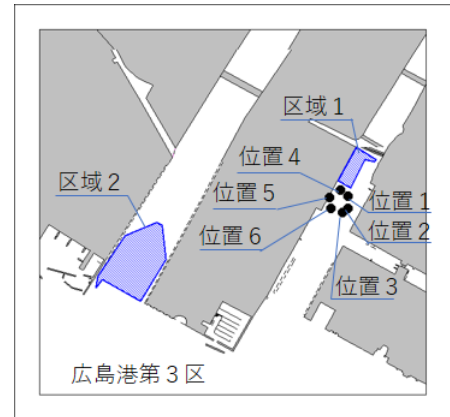 区域１
位置４
区域２
位置５
位置１
位置６
位置２
位置３
広島港第３区